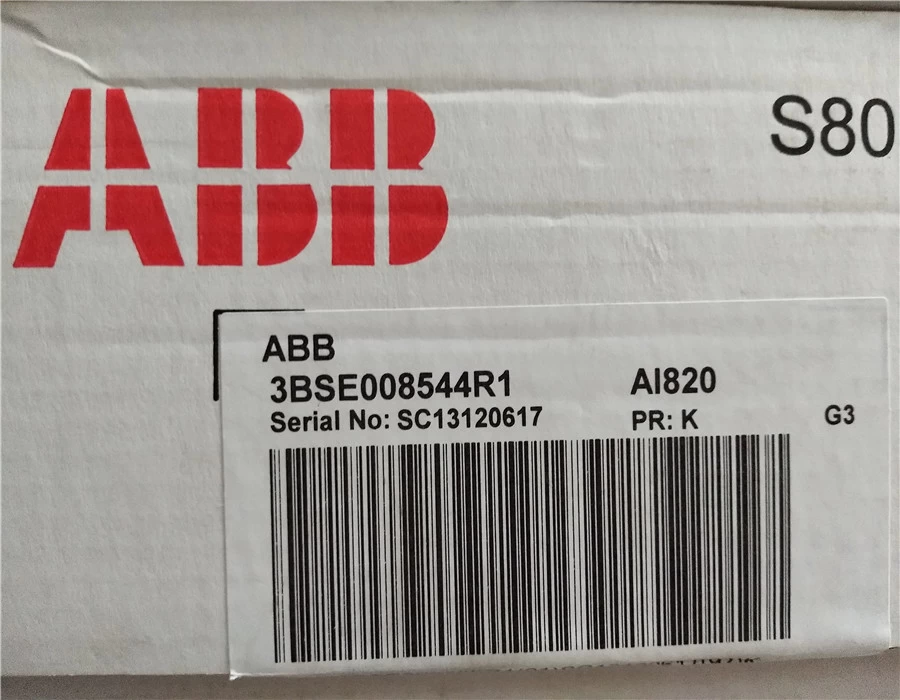 ABB
S80
ABB
3BSE008544R1 AI820
Serial No: SC13120617 PR: K G3